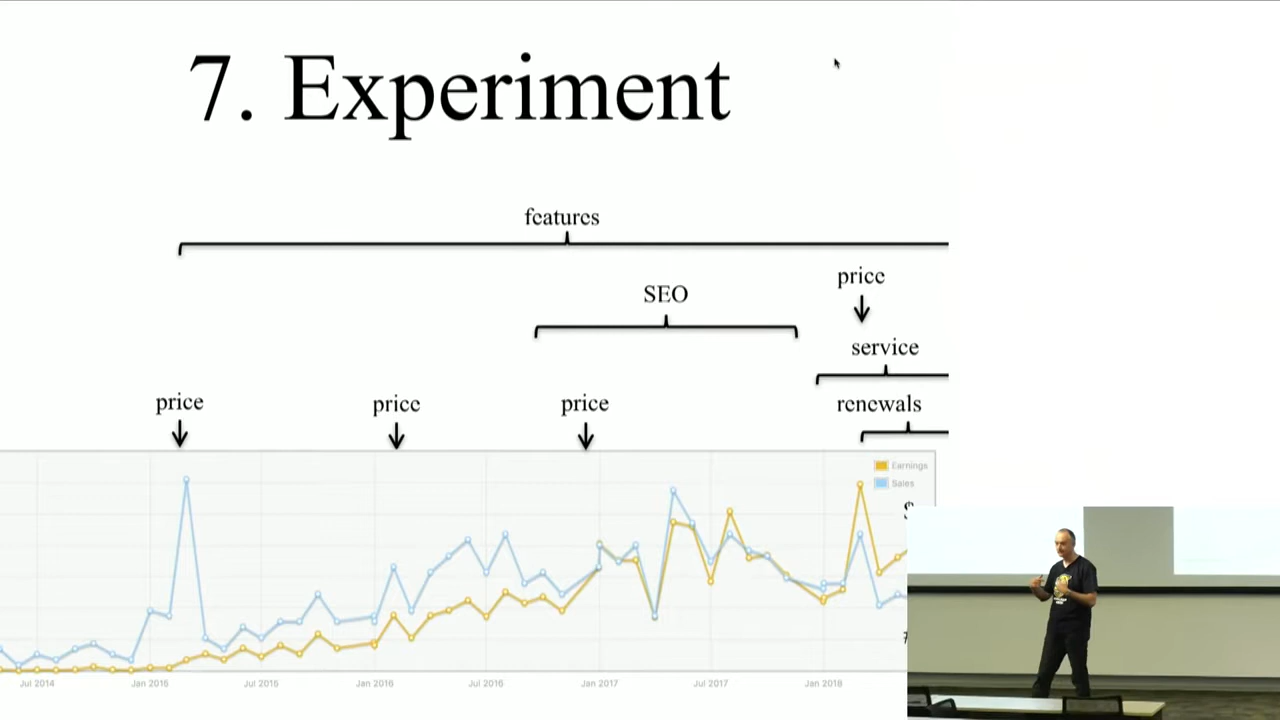 7. Experiment
features
price
SEO
service
price
price
price
renewals
Earnings
Sales
$
Jul 2014
Jan 2015
Jul 2015
Jan 2016
Jul 2016
Jan 2017
Jul 2017
Jan 2018